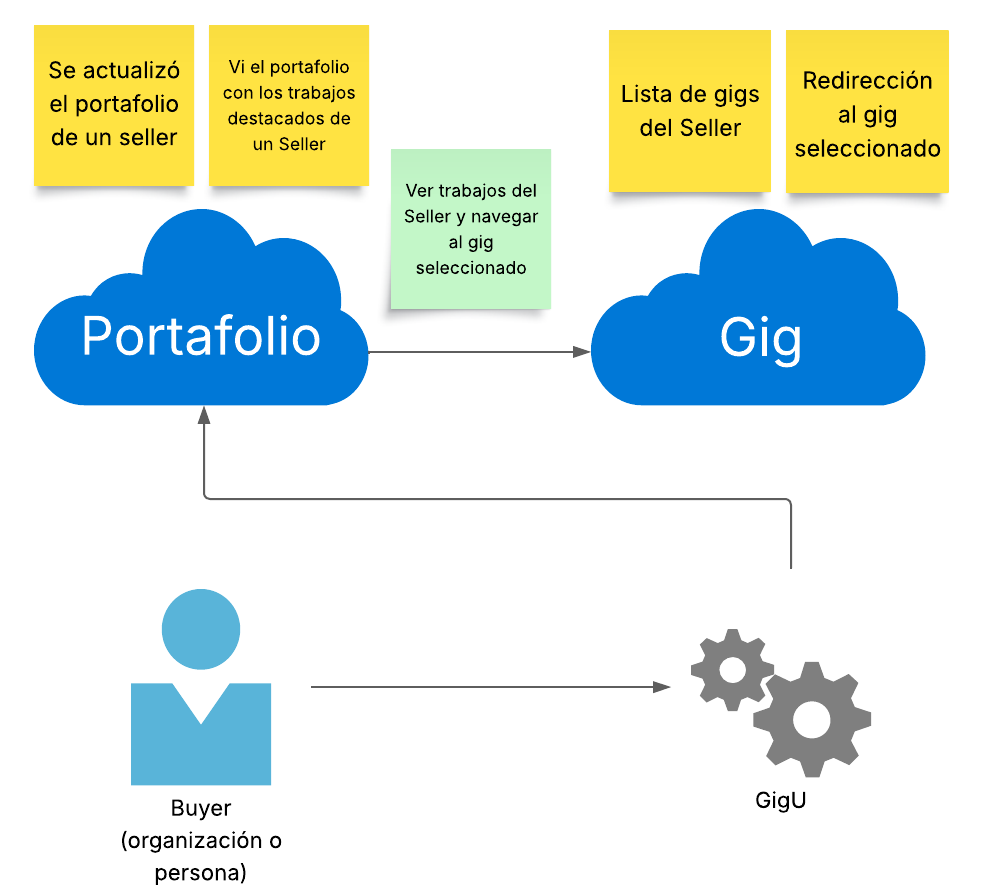 Se actualizó
el portafolio
de un seller
Vi el portafolio
con los trabajos
destacados de
un Seller
Lista de gigs
del Seller
Redirección
al gig
seleccionado
Ver trabajos del
Seller y navegar
al gig
seleccionado
Portafolio
Gig
Buyer
(organización o
persona)
GigU